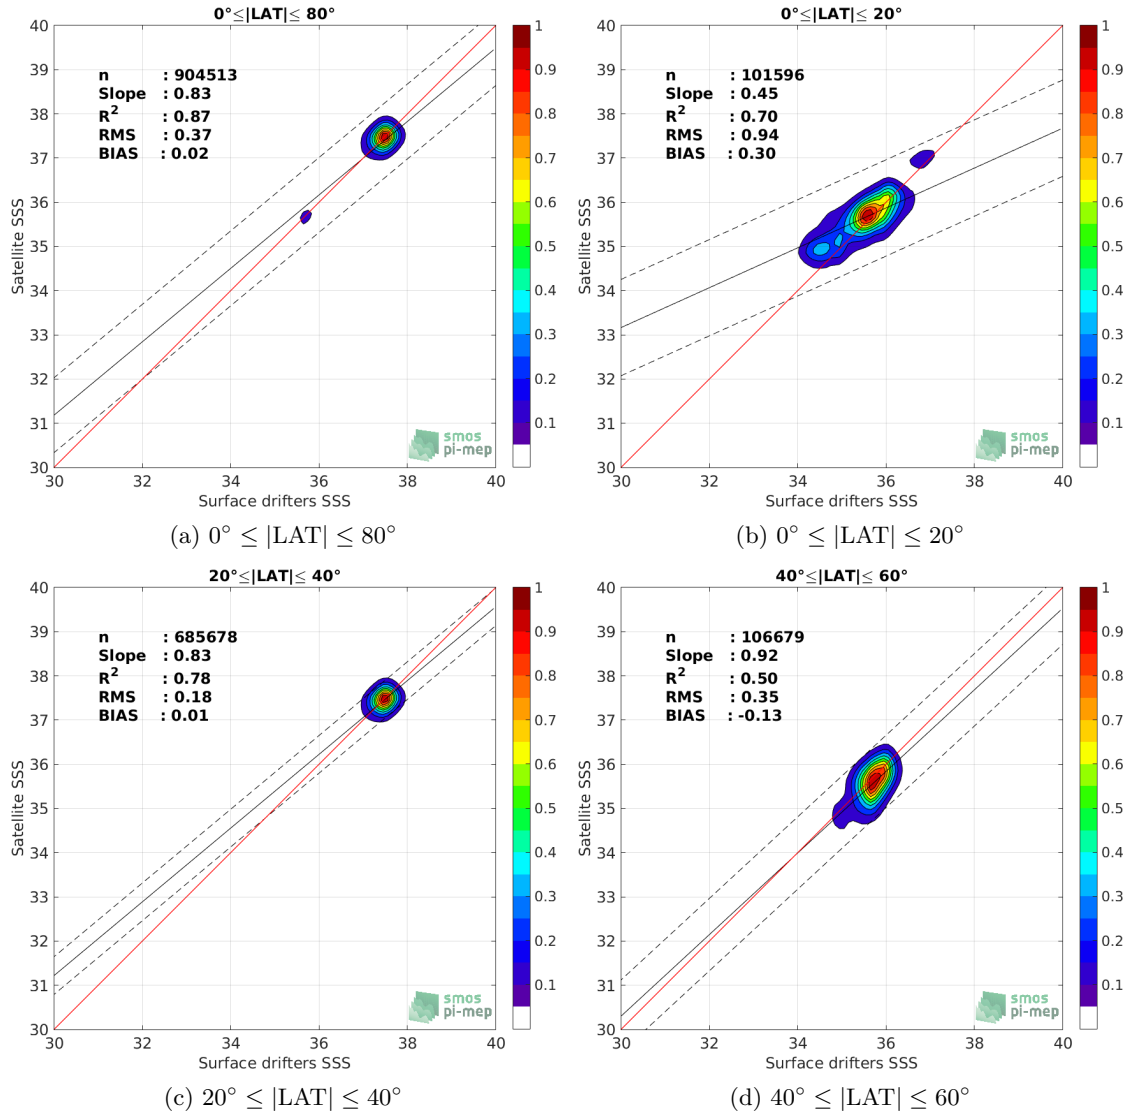 0°≤|LAT|≤ 80°
n : 904513
Slope : 0.83
R² : 0.87
RMS : 0.37
BIAS : 0.02
40
39
38
37
36
35
34
33
32
31
30
30 32 34 36 38 40
Satellite SSS
Surface drifters SSS
smos
pi-mep
1
0.9
0.8
0.7
0.6
0.5
0.4
0.3
0.2
0.1
(a) 0° ≤ |LAT| ≤ 80°
0°≤|LAT|≤ 20°
n : 101596
Slope : 0.45
R² : 0.70
RMS : 0.94
BIAS : 0.30
40
39
38
37
36
35
34
33
32
31
30
30 32 34 36 38 40
Satellite SSS
Surface drifters SSS
smos
pi-mep
1
0.9
0.8
0.7
0.6
0.5
0.4
0.3
0.2
0.1
(b) 0° ≤ |LAT| ≤ 20°
20°≤|LAT|≤ 40°
n : 685678
Slope : 0.83
R² : 0.78
RMS : 0.18
BIAS : 0.01
40
39
38
37
36
35
34
33
32
31
30
30 32 34 36 38 40
Satellite SSS
Surface drifters SSS
smos
pi-mep
1
0.9
0.8
0.7
0.6
0.5
0.4
0.3
0.2
0.1
(c) 20° ≤ |LAT| ≤ 40°
40°≤|LAT|≤ 60°
n : 106679
Slope : 0.92
R² : 0.50
RMS : 0.35
BIAS : -0.13
40
39
38
37
36
35
34
33
32
31
30
30 32 34 36 38 40
Satellite SSS
Surface drifters SSS
smos
pi-mep
1
0.9
0.8
0.7
0.6
0.5
0.4
0.3
0.2
0.1
(d) 40° ≤ |LAT| ≤ 60°